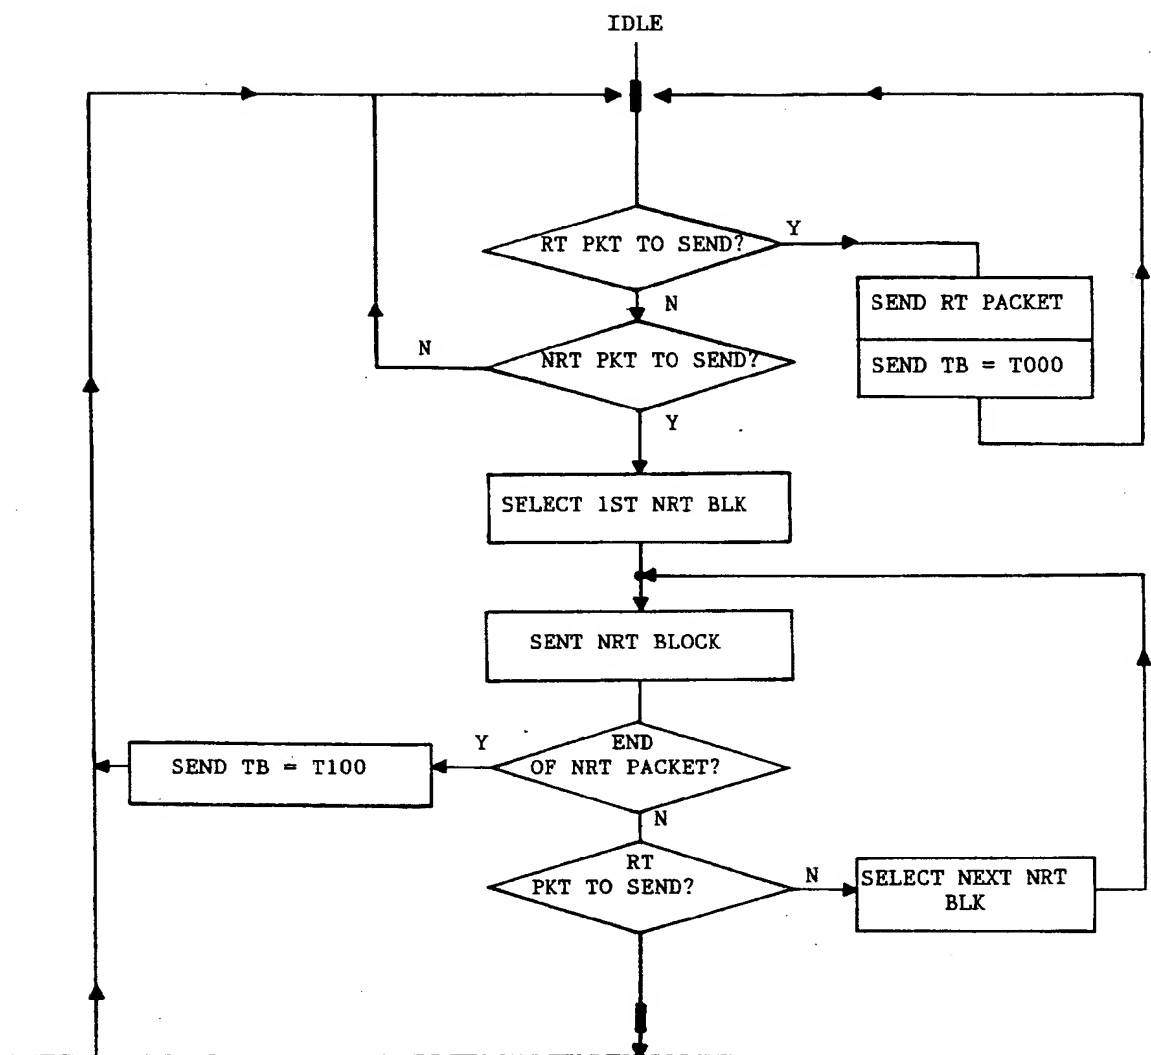 IDLE
RT PKT TO SEND?
Y
N
SEND RT PACKET
SEND TB = T000
NRT PKT TO SEND?
N
Y
SELECT 1ST NRT BLK
SENT NRT BLOCK
END
OF NRT PACKET?
Y
SEND TB = T100
N
RT
PKT TO SEND?
N
SELECT NEXT NRT
BLK